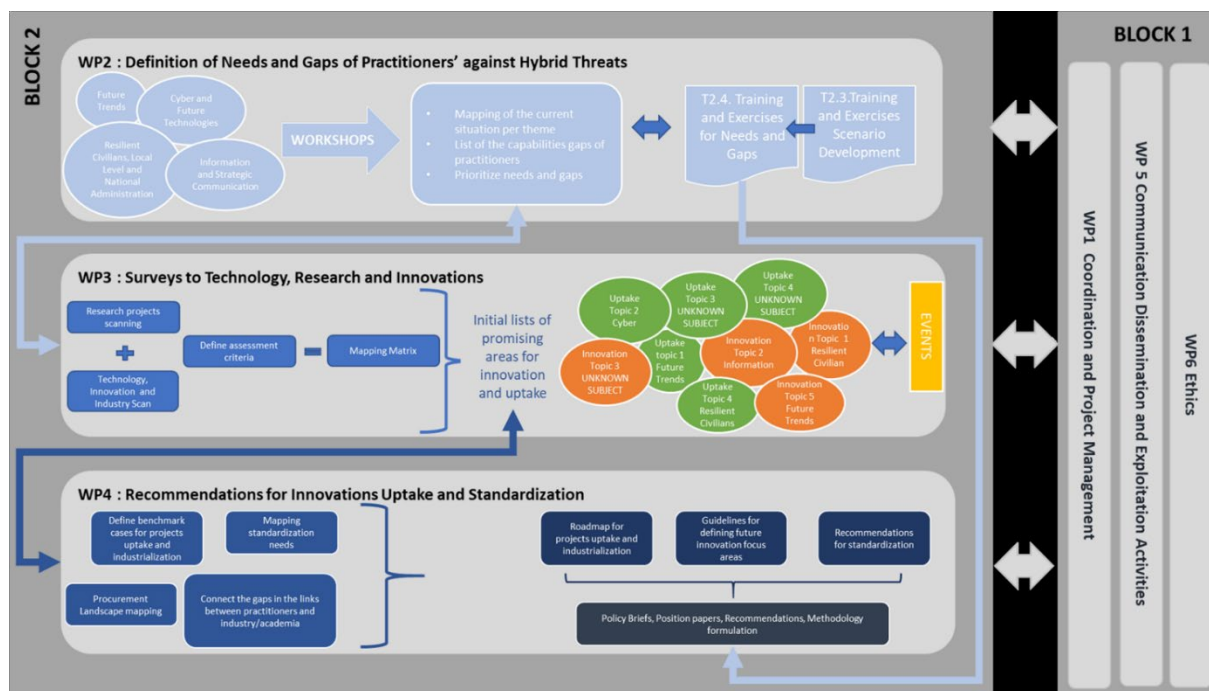 BLOCK 2
WP2 : Definition of Needs and Gaps of Practitioners' against Hybrid Threats
Future
Trends
Cyber and
Future
Technologies
Resilient
Civilians, Local
Level and
National
Administration
Information
and Strategic
Communication
WORKSHOPS
• Mapping of the current
situation per theme
• List of the capabilities gaps of
practitioners
• Prioritize needs and gaps
T2.4. Training
and Exercises
for Needs and
Gaps
T2.3.Training
and Exercises
Scenario
Development
WP3 : Surveys to Technology, Research and Innovations
Research projects
scanning
Technology,
Innovation and
Industry Scan
Define assessment
criteria
Mapping Matrix
Initial lists of
promising
areas for
innovation
and uptake
Uptake
Topic 2
Cyber
Uptake
Topic 3
UNKNOWN
SUBJECT
Uptake
Topic 4
UNKNOWN
SUBJECT
Innovation
Topic 3
UNKNOWN
SUBJECT
Uptake
topic 1
Future
Trends
Innovation
Topic 2
Information
Innovatio
n Topic 1
Resilient
Civilian
Uptake
Topic 4
Resilient
Civilians
Innovation
Topic 5
Future
Trends
EVENTS
WP4 : Recommendations for Innovations Uptake and Standardization
Define benchmark
cases for projects
uptake and
industrialization
Mapping
standardization
needs
Procurement
Landscape mapping
Connect the gaps in the links
between practitioners and
industry/academia
Roadmap for
projects uptake and
industrialization
Guidelines for
defining future
innovation focus
areas
Recommendations
for standardization
Policy Briefs, Position papers, Recommendations, Methodology
formulation
BLOCK 1
WP1 Coordination and Project Management
WP 5 Communication Dissemination and Exploitation Activities
WP6 Ethics